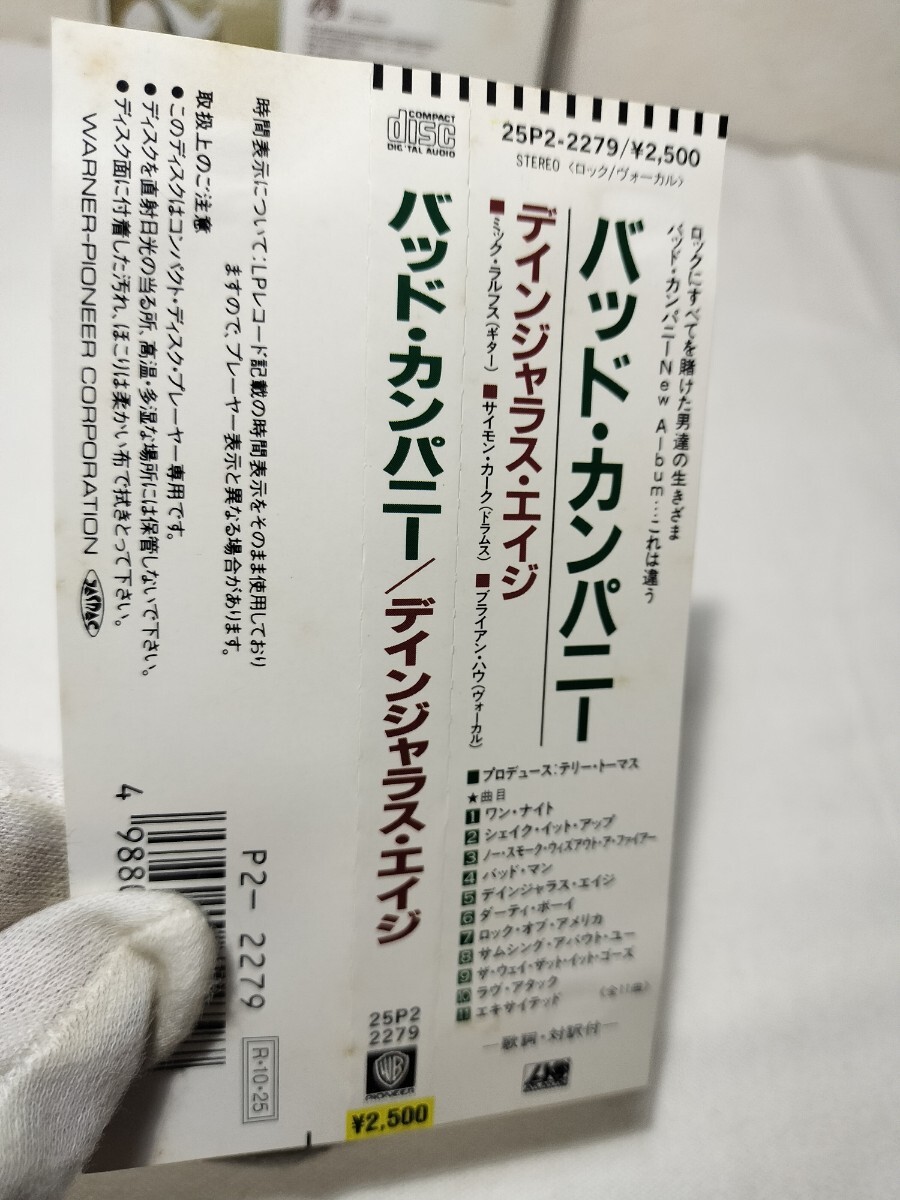 25P2-2279/¥2,500
STEREO 〈ロック/ヴォーカル〉
ロックにすべてを賭けた男達の生きざま
バッド・カンパニーNew Album…これは違う
バッド・カンパニー
デインジャラス・エイジ
■ミック・ラルフス(ギター) ■サイモン・カーク(ドラムス) ■ブライアン・ハウ(ヴォーカル)
■プロデュース:テリー・トーマス
★曲目
1 ワン・ナイト
2 シェイク・イット・アップ
3 ノー・スモーク・ウィズアウト・ア・ファイアー
4 バッド・マン
5 デインジャラス・エイジ
6 ダーティ・ボーイ
7 ロック・オブ・アメリカ
8 サムシング・アバウト・ユー
9 ザ・ウェイ・ザット・イット・ゴーズ
10 ラヴ・アタック
11 エキサイテッド
〈全11曲〉
—歌詞・対訳付—
COMPACT
disc
DIGITAL AUDIO
バッド・カンパニー/デインジャラス・エイジ
25P2
2279
WB
PIONEER
¥2,500
時間表示について:LPレコード記載の時間表示をそのまま使用しており
ますので、プレーヤー表示と異なる場合があります。
取扱上のご注意
●このディスクはコンパクト・ディスク・プレーヤー専用です。
●ディスクを直射日光の当る所、高温・多湿な場所には保管しないで下さい。
●ディスク面に付着した汚れ、ほこりは柔かい布で拭きとって下さい。
WARNER-PIONEER CORPORATION
P2-2279
R・10・25